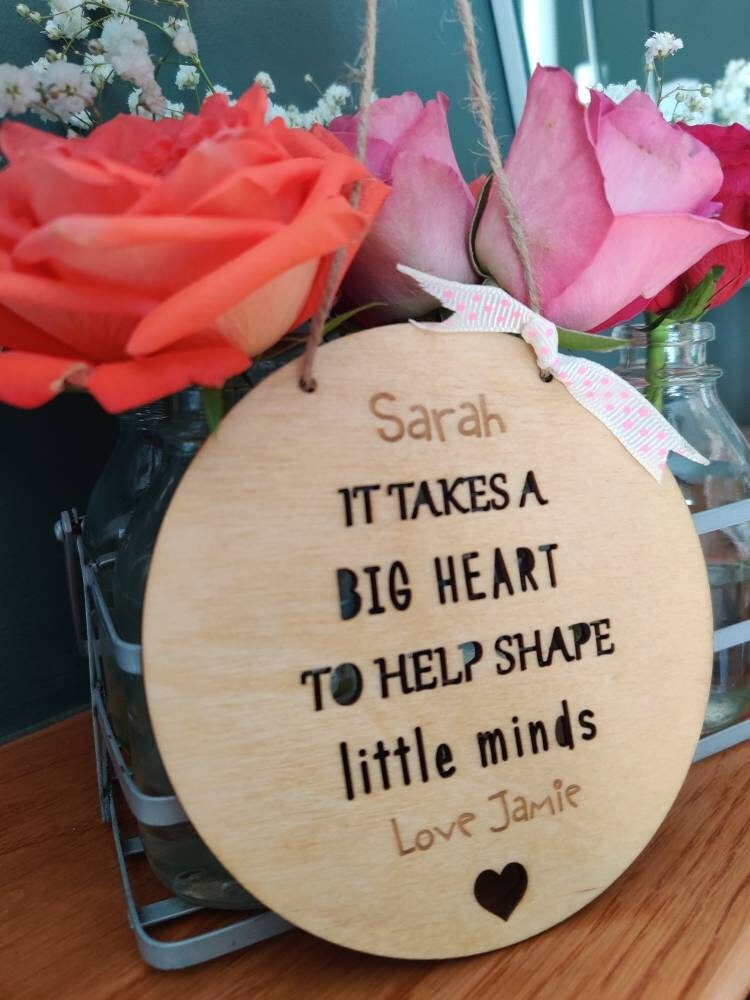 Sarah
IT TAKES A
BIG HEART
TO HELP SHAPE
little minds
Love Jamie